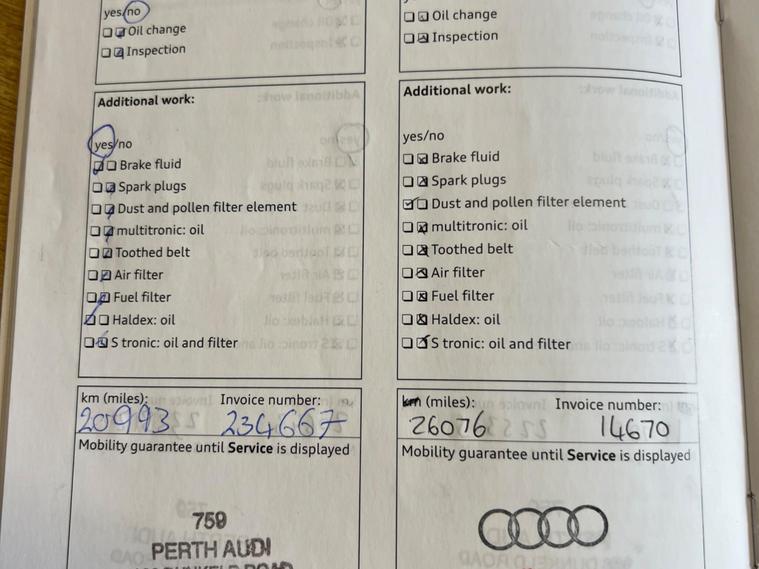 yes/no
Oil change
Inspection
Additional work:
yes/no
Brake fluid
Spark plugs
Dust and pollen filter element
multitronic: oil
Toothed belt
Air filter
Fuel filter
Haldex: oil
S tronic: oil and filter
km (miles): Invoice number:
20993 234667
Mobility guarantee until Service is displayed
759
PERTH AUDI
Oil change
Inspection
Additional work:
yes/no
Brake fluid
Spark plugs
Dust and pollen filter element
multitronic: oil
Toothed belt
Air filter
Fuel filter
Haldex: oil
S tronic: oil and filter
km (miles): Invoice number:
26076 14670
Mobility guarantee until Service is displayed